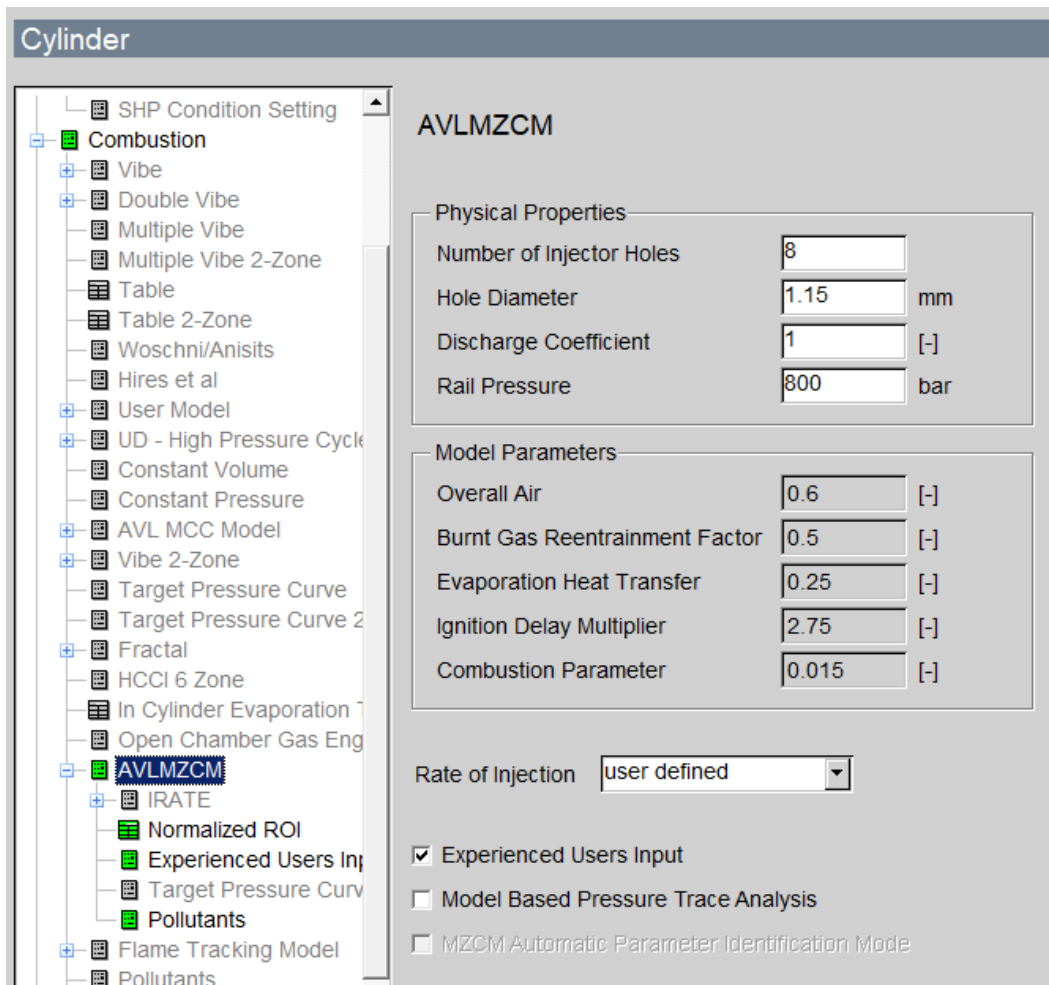 Cylinder
SHP Condition Setting
Combustion
Vibe
Double Vibe
Multiple Vibe
Multiple Vibe 2-Zone
Table
Table 2-Zone
Woschni/Anisits
Hires et al
User Model
UD - High Pressure Cycle
Constant Volume
Constant Pressure
AVL MCC Model
Vibe 2-Zone
Target Pressure Curve
Target Pressure Curve 2
Fractal
HCCI 6 Zone
In Cylinder Evaporation T
Open Chamber Gas Eng
AVLMZCM
IRATE
Normalized ROI
Experienced Users Inp
Target Pressure Curv
Pollutants
Flame Tracking Model
Pollutants
AVLMZCM
Physical Properties
Number of Injector Holes 8
Hole Diameter 1.15 mm
Discharge Coefficient 1 [-]
Rail Pressure 800 bar
Model Parameters
Overall Air 0.6 [-]
Burnt Gas Reentrainment Factor 0.5 [-]
Evaporation Heat Transfer 0.25 [-]
Ignition Delay Multiplier 2.75 [-]
Combustion Parameter 0.015 [-]
Rate of Injection user defined
Experienced Users Input
Model Based Pressure Trace Analysis
MZCM Automatic Parameter Identification Mode